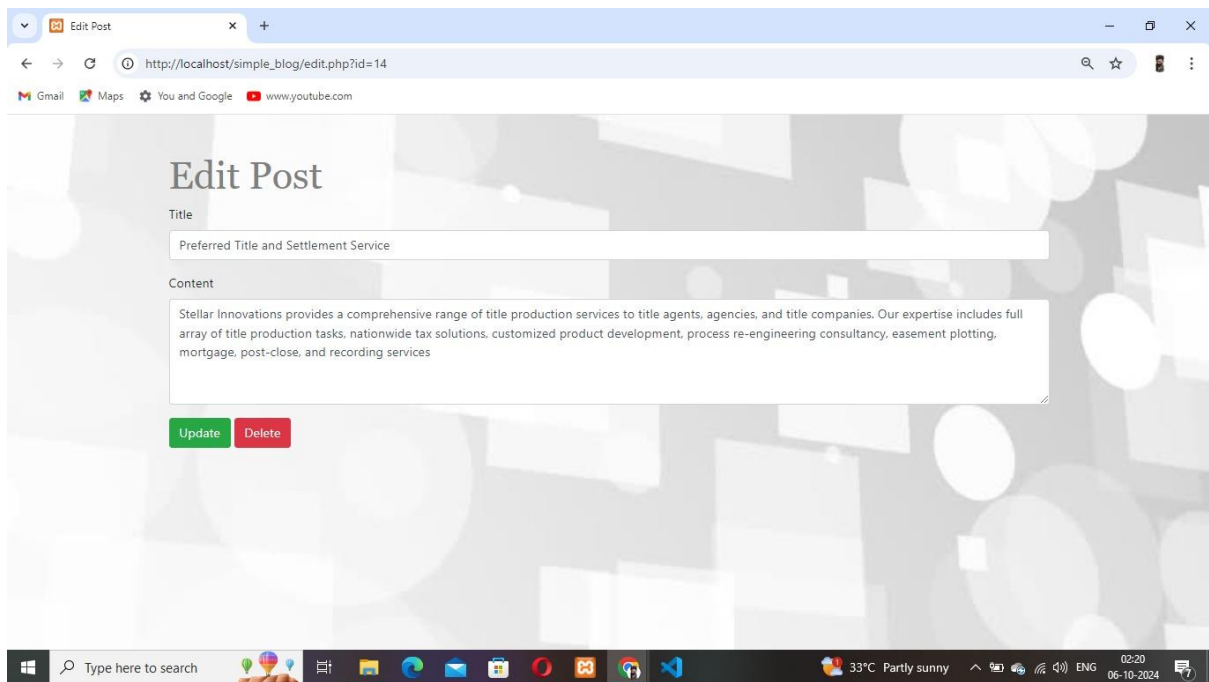 Edit Post
http://localhost/simple_blog/edit.php?id=14
Gmail Maps You and Google www.youtube.com
Edit Post
Title
Preferred Title and Settlement Service
Content
Stellar Innovations provides a comprehensive range of title production services to title agents, agencies, and title companies. Our expertise includes full
array of title production tasks, nationwide tax solutions, customized product development, process re-engineering consultancy, easement plotting,
mortgage, post-close, and recording services
Update Delete
Type here to search 33°C Partly sunny ENG 02:20
06-10-2024 7